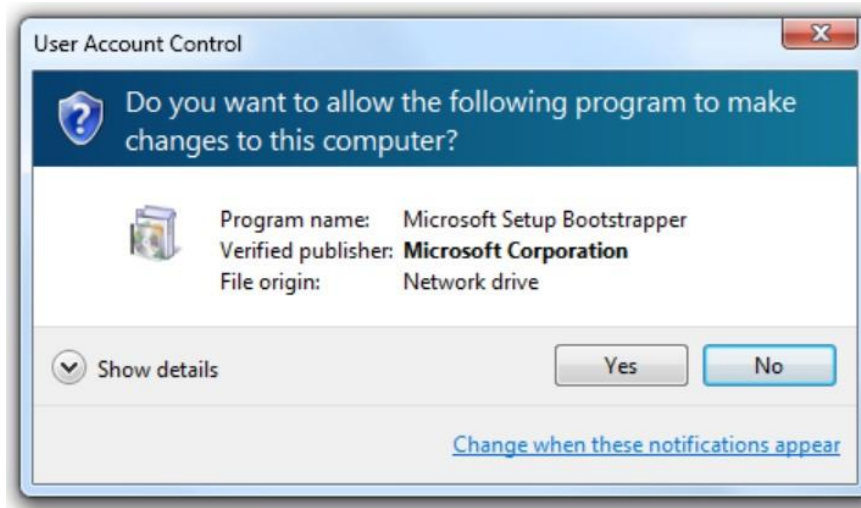 User Account Control
Do you want to allow the following program to make
changes to this computer?
Program name: Microsoft Setup Bootstrapper
Verified publisher: Microsoft Corporation
File origin: Network drive
Show details
Yes
No
Change when these notifications appear